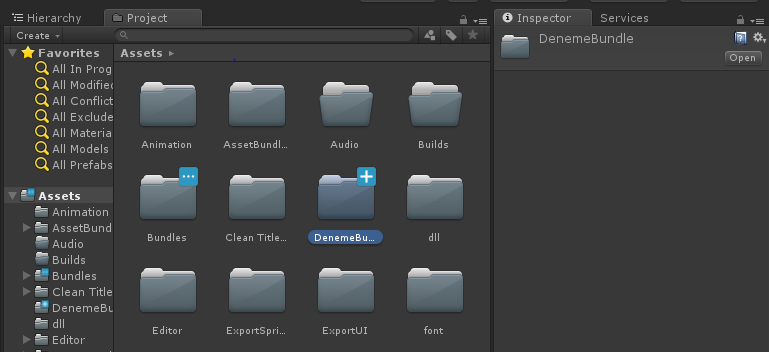 Hierarchy
Project
Inspector
Services
Create
Favorites
All In Prog
All Modified
All Conflict
All Exclude
All Materia
All Models
All Prefabs
Assets
Animation
AssetBund
Audio
Builds
Bundles
Clean Title
DenemeBu
dll
Editor
Assets
Animation
AssetBundl...
Audio
Builds
Bundles
Clean Title...
DenemeBu...
dll
Editor
ExportSpri...
ExportUI
font
DenemeBundle
Open